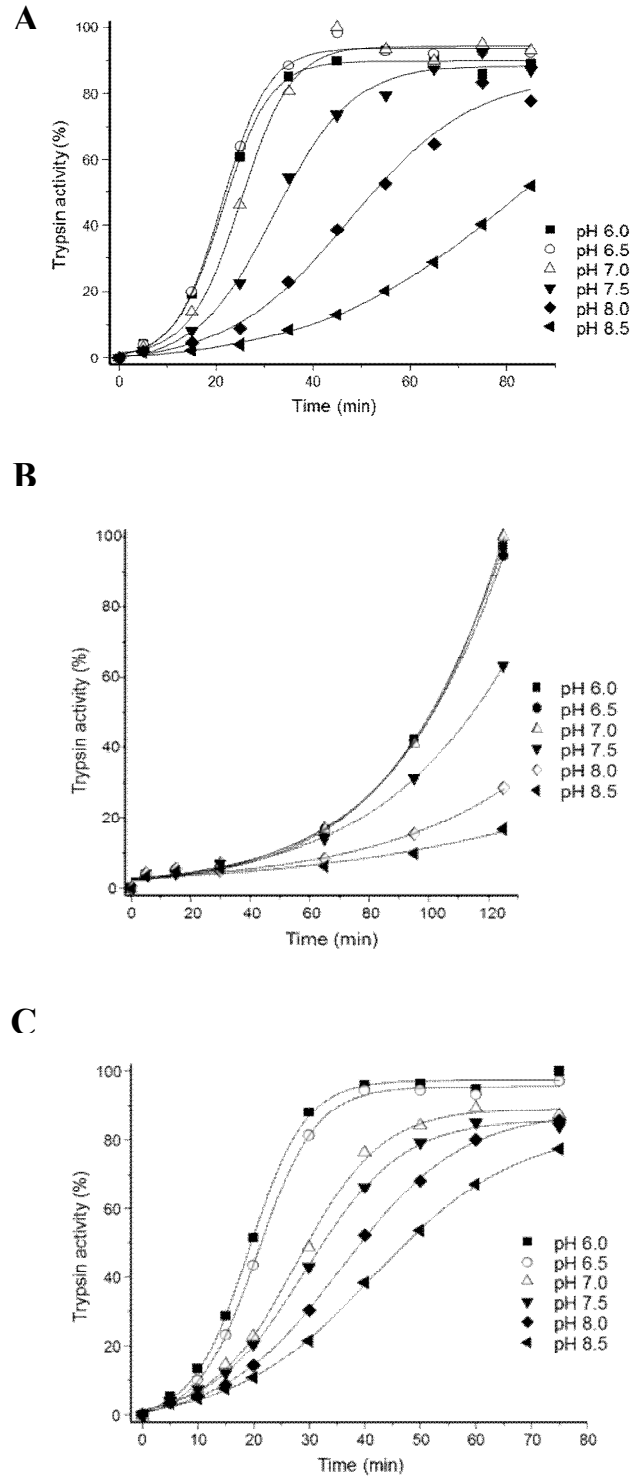 A
Trypsin activity (%)
100
80
60
40
20
0
0 20 40 60 80
Time (min)
pH 6.0
pH 6.5
pH 7.0
pH 7.5
pH 8.0
pH 8.5
B
Trypsin activity (%)
100
80
60
40
20
0
0 20 40 60 80 100 120
Time (min)
pH 6.0
pH 6.5
pH 7.0
pH 7.5
pH 8.0
pH 8.5
C
Trypsin activity (%)
100
80
60
40
20
0
0 10 20 30 40 50 60 70 80
Time (min)
pH 6.0
pH 6.5
pH 7.0
pH 7.5
pH 8.0
pH 8.5